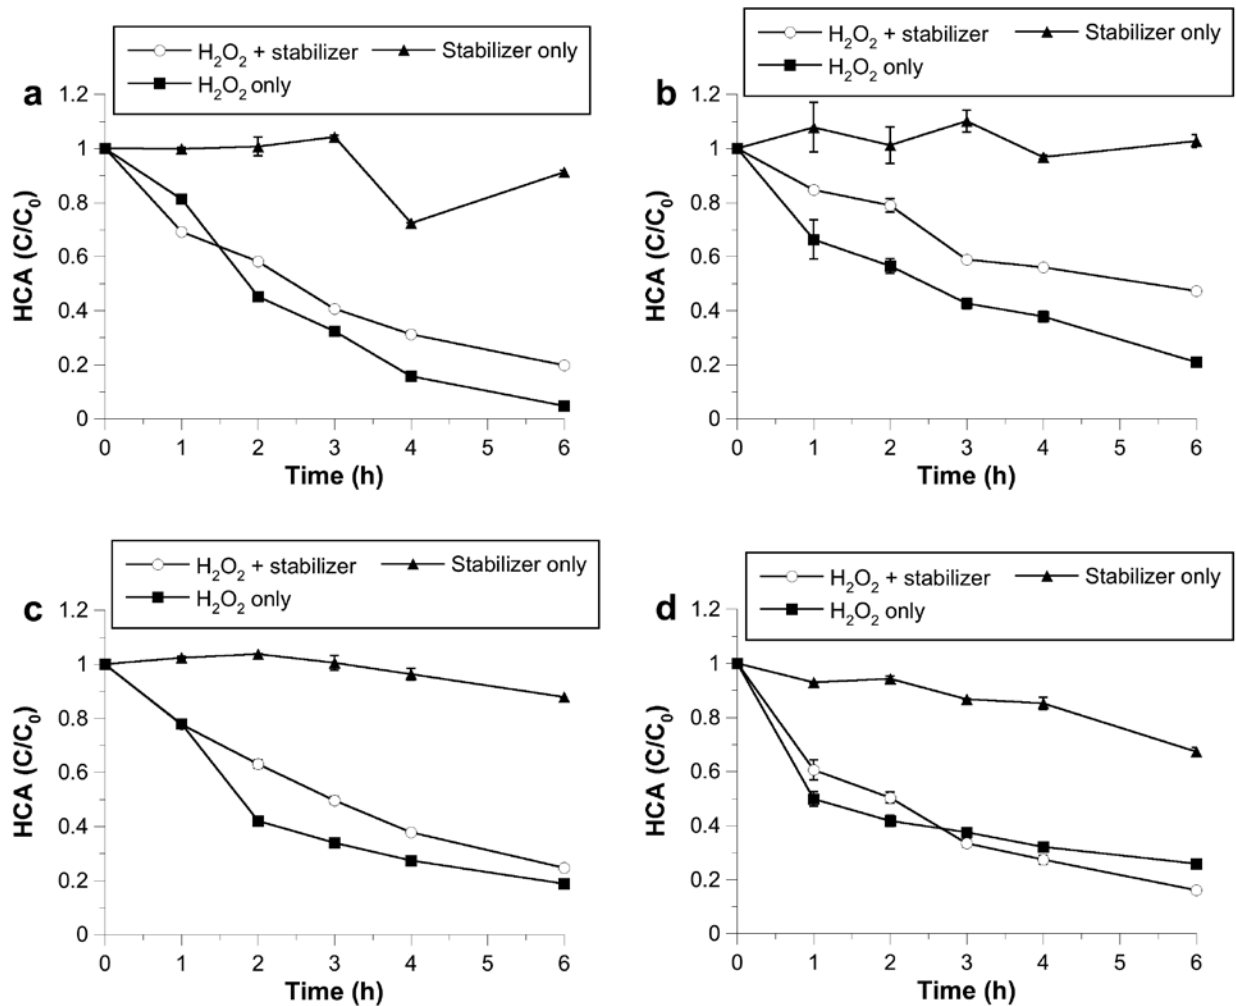 a
H₂O₂ + stabilizer
Stabilizer only
H₂O₂ only
HCA (C/C₀)
1.2
1
0.8
0.6
0.4
0.2
0
0 1 2 3 4 5 6
Time (h)
b
H₂O₂ + stabilizer
Stabilizer only
H₂O₂ only
HCA (C/C₀)
1.2
1
0.8
0.6
0.4
0.2
0
0 1 2 3 4 5 6
Time (h)
c
H₂O₂ + stabilizer
Stabilizer only
H₂O₂ only
HCA (C/C₀)
1.2
1
0.8
0.6
0.4
0.2
0
0 1 2 3 4 5 6
Time (h)
d
H₂O₂ + stabilizer
Stabilizer only
H₂O₂ only
HCA (C/C₀)
1.2
1
0.8
0.6
0.4
0.2
0
0 1 2 3 4 5 6
Time (h)